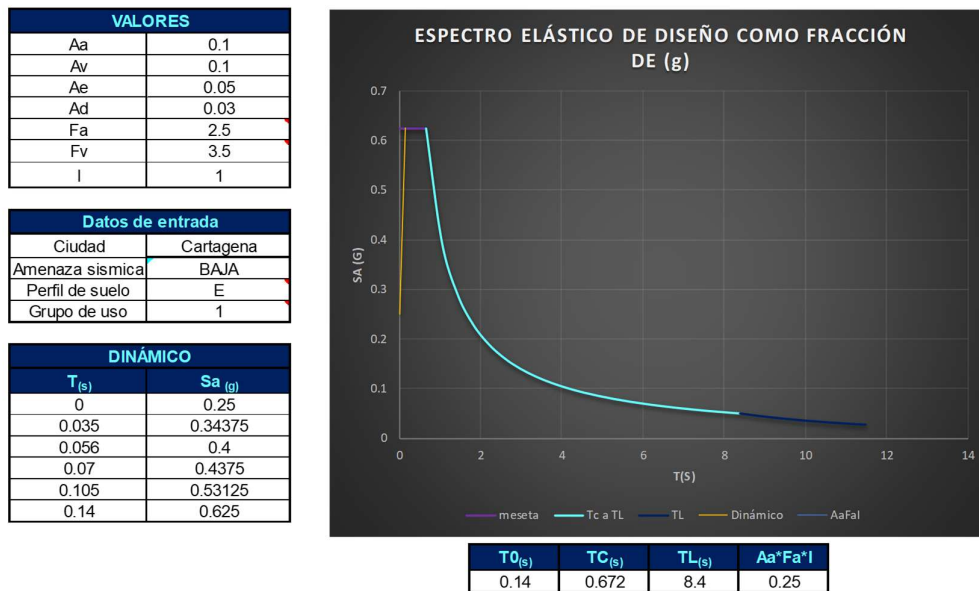 VALORES
Aa 0.1
Av 0.1
Ae 0.05
Ad 0.03
Fa 2.5
Fv 3.5
I 1
Datos de entrada
Ciudad Cartagena
Amenaza sismica BAJA
Perfil de suelo E
Grupo de uso 1
DINÁMICO
T(s) Sa (g)
0 0.25
0.035 0.34375
0.056 0.4
0.07 0.4375
0.105 0.53125
0.14 0.625
ESPECTRO ELÁSTICO DE DISEÑO COMO FRACCIÓN
DE (g)
0.7
0.6
0.5
0.4
0.3
0.2
0.1
0
SA (G)
0 2 4 6 8 10 12 14
T(S)
meseta Tc a TL TL Dinámico AaFaI
T0(s) TC(s) TL(s) Aa*Fa*I
0.14 0.672 8.4 0.25